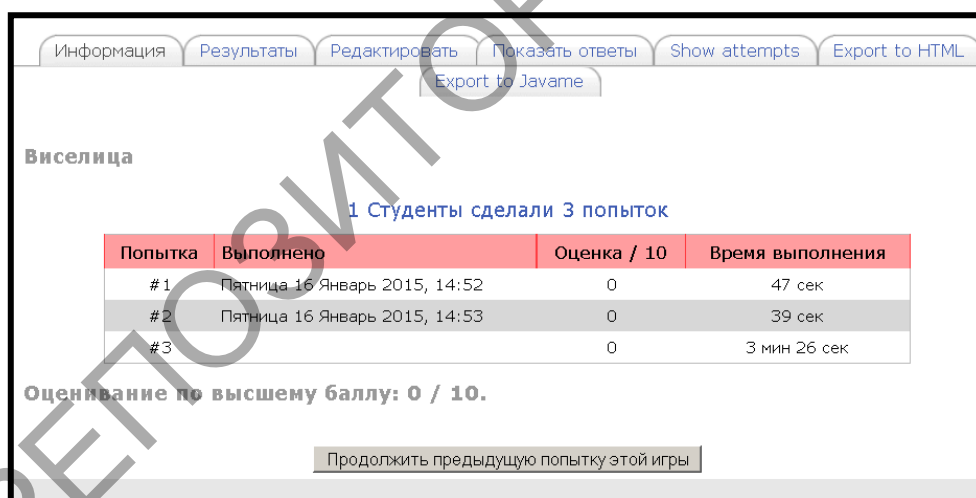 Информация Результаты Редактировать Показать ответы Show attempts Export to HTML
Export to Javame
Виселица
1 Студенты сделали 3 попыток
Попытка Выполнено Оценка / 10 Время выполнения
#1 Пятница 16 Январь 2015, 14:52 0 47 сек
#2 Пятница 16 Январь 2015, 14:53 0 39 сек
#3 0 3 мин 26 сек
Оценивание по высшему баллу: 0 / 10.
Продолжить предыдущую попытку этой игры
РЕПОЗИТОР